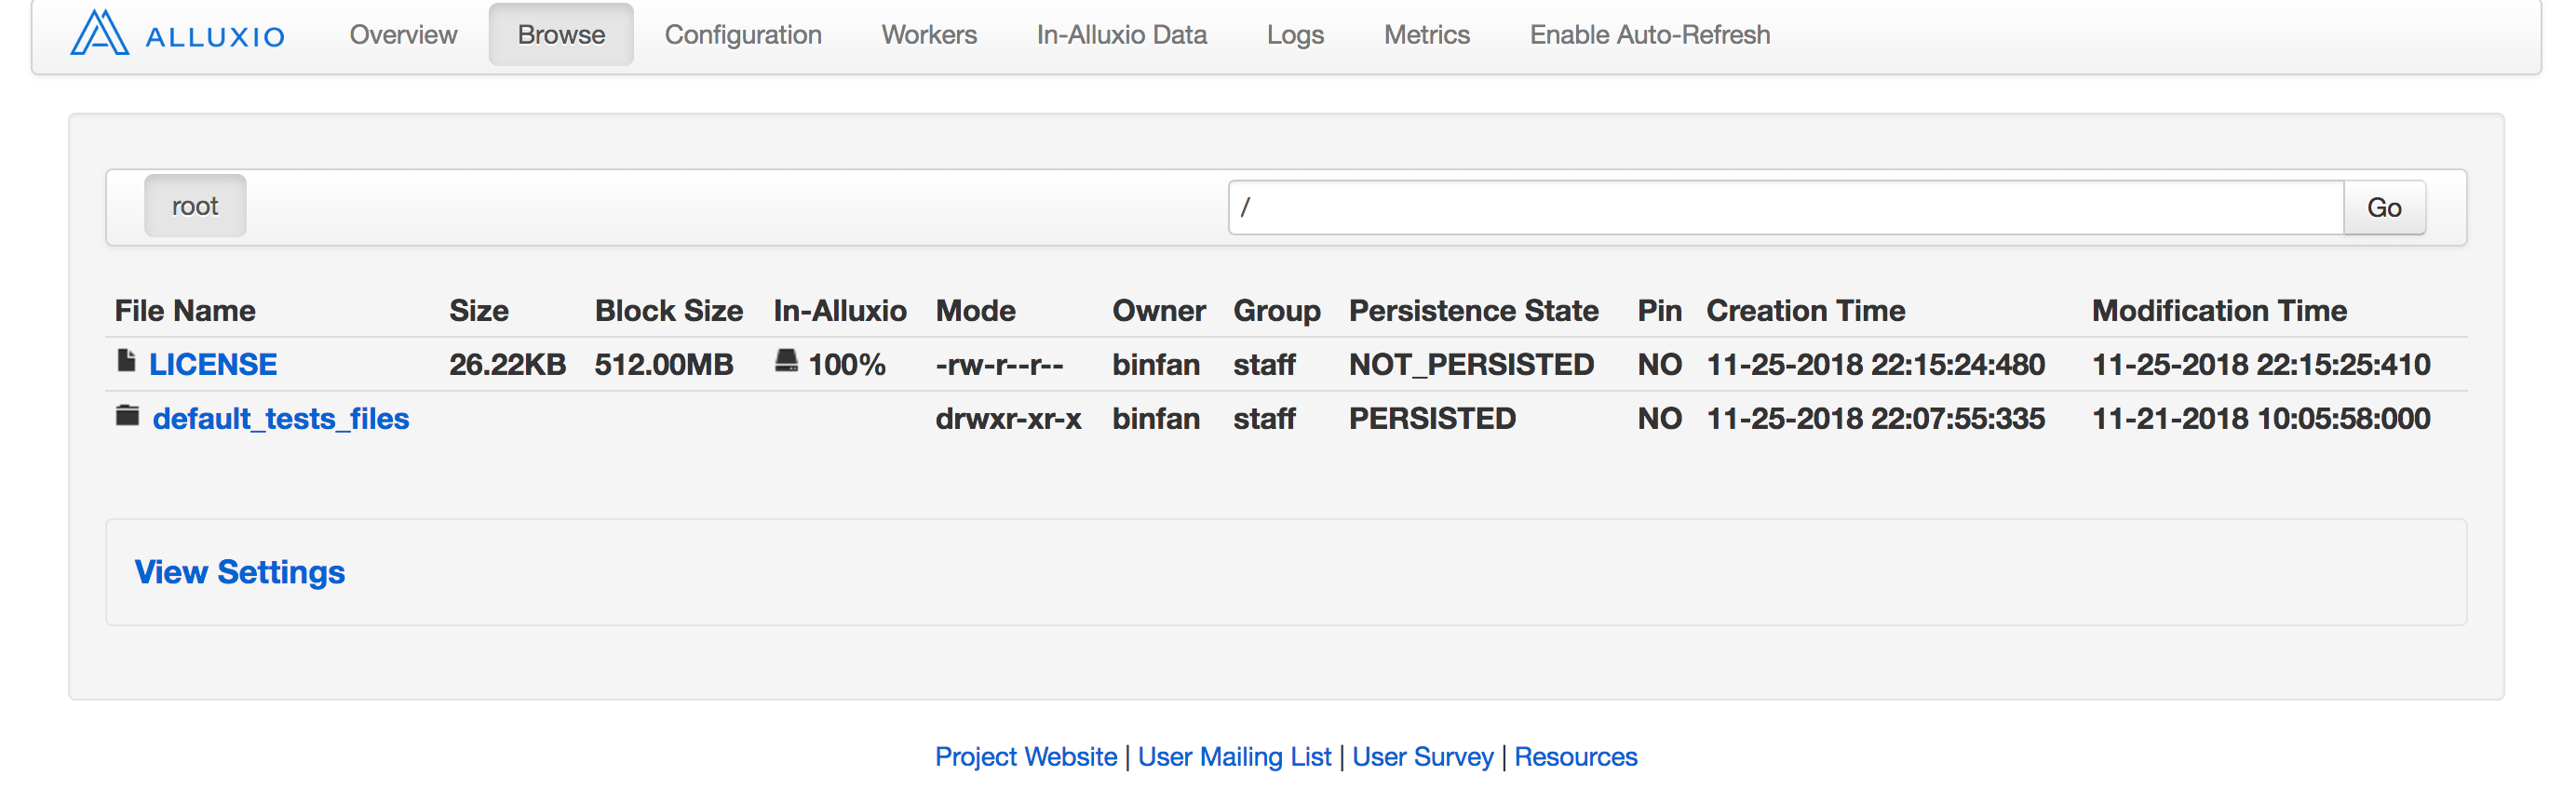 ALLUXIO Overview Browse Configuration Workers In-Alluxio Data Logs Metrics Enable Auto-Refresh
root / Go
File Name Size Block Size In-Alluxio Mode Owner Group Persistence State Pin Creation Time Modification Time
LICENSE 26.22KB 512.00MB 100% -rw-r--r-- binfan staff NOT_PERSISTED NO 11-25-2018 22:15:24:480 11-25-2018 22:15:25:410
default_tests_files drwxr-xr-x binfan staff PERSISTED NO 11-25-2018 22:07:55:335 11-21-2018 10:05:58:000
View Settings
Project Website | User Mailing List | User Survey | Resources